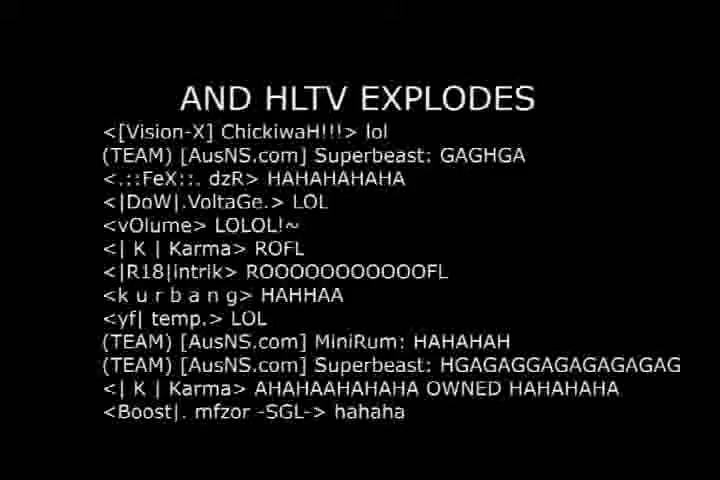 AND HLTV EXPLODES
<[Vision-X] ChickiwaH!!!> lol
(TEAM) [AusNS.com] Superbeast: GAGHGA
<.::FeX::. dzR> HAHAHAHAHA
<|DoW|.VoltaGe.> LOL
<vOlume> LOLOL!~
<| K | Karma> ROFL
<|R18|intrik> ROOOOOOOOOOOFL
<k u r b a n g> HAHHAA
<yf| temp.> LOL
(TEAM) [AusNS.com] MiniRum: HAHAHAH
(TEAM) [AusNS.com] Superbeast: HGAGAGGAGAGAGAGAG
<| K | Karma> AHAHAAHAHAHA OWNED HAHAHAHA
<Boost|. mfzor -SGL-> hahaha